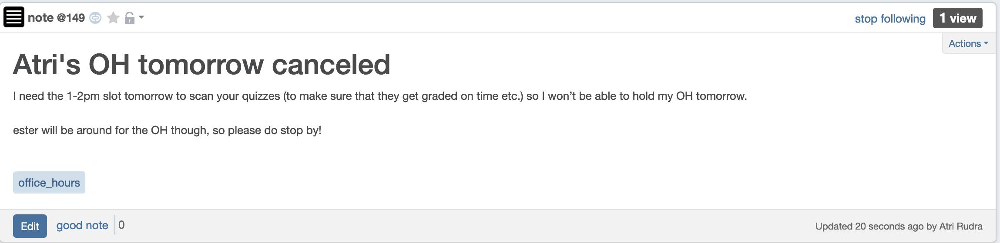 note @149
stop following
1 view
Actions
Atri's OH tomorrow canceled
I need the 1-2pm slot tomorrow to scan your quizzes (to make sure that they get graded on time etc.) so I won’t be able to hold my OH tomorrow.
ester will be around for the OH though, so please do stop by!
office_hours
Edit
good note
0
Updated 20 seconds ago by Atri Rudra